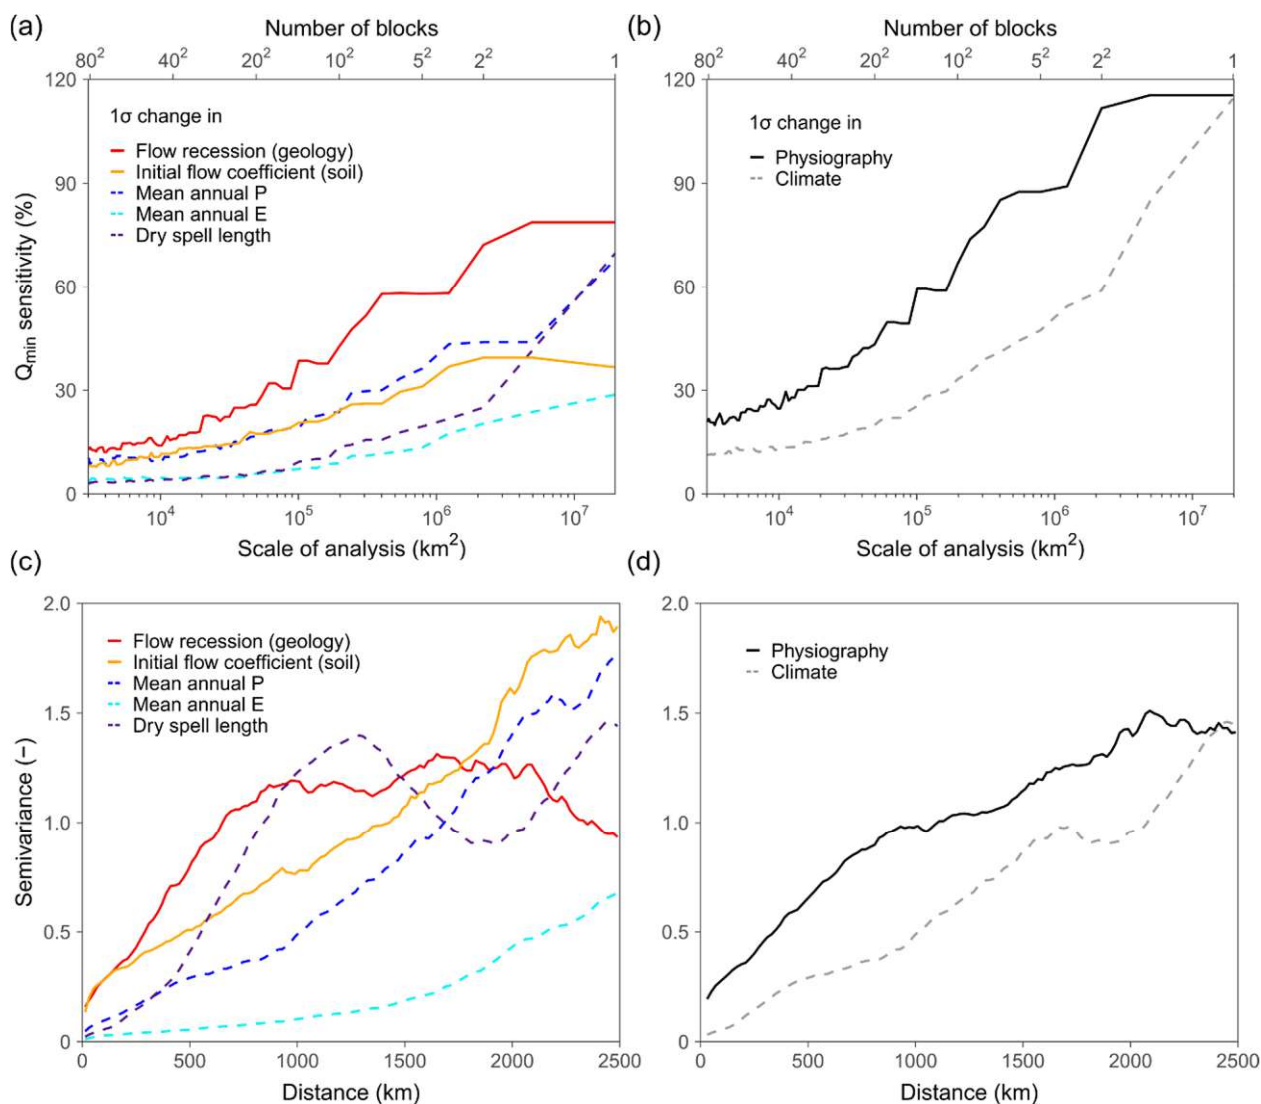 (a)
Number of blocks
80² 40² 20² 10² 5² 2² 1
120
90
60
30
0
Qmin sensitivity (%)
1σ change in
Flow recession (geology)
Initial flow coefficient (soil)
Mean annual P
Mean annual E
Dry spell length
10⁴ 10⁵ 10⁶ 10⁷
Scale of analysis (km²)
(b)
Number of blocks
80² 40² 20² 10² 5² 2² 1
120
90
60
30
0
1σ change in
Physiography
Climate
10⁴ 10⁵ 10⁶ 10⁷
Scale of analysis (km²)
(c)
2.0
1.5
1.0
0.5
0
Semivariance (−)
Flow recession (geology)
Initial flow coefficient (soil)
Mean annual P
Mean annual E
Dry spell length
0 500 1000 1500 2000 2500
Distance (km)
(d)
2.0
1.5
1.0
0.5
0
Physiography
Climate
0 500 1000 1500 2000 2500
Distance (km)